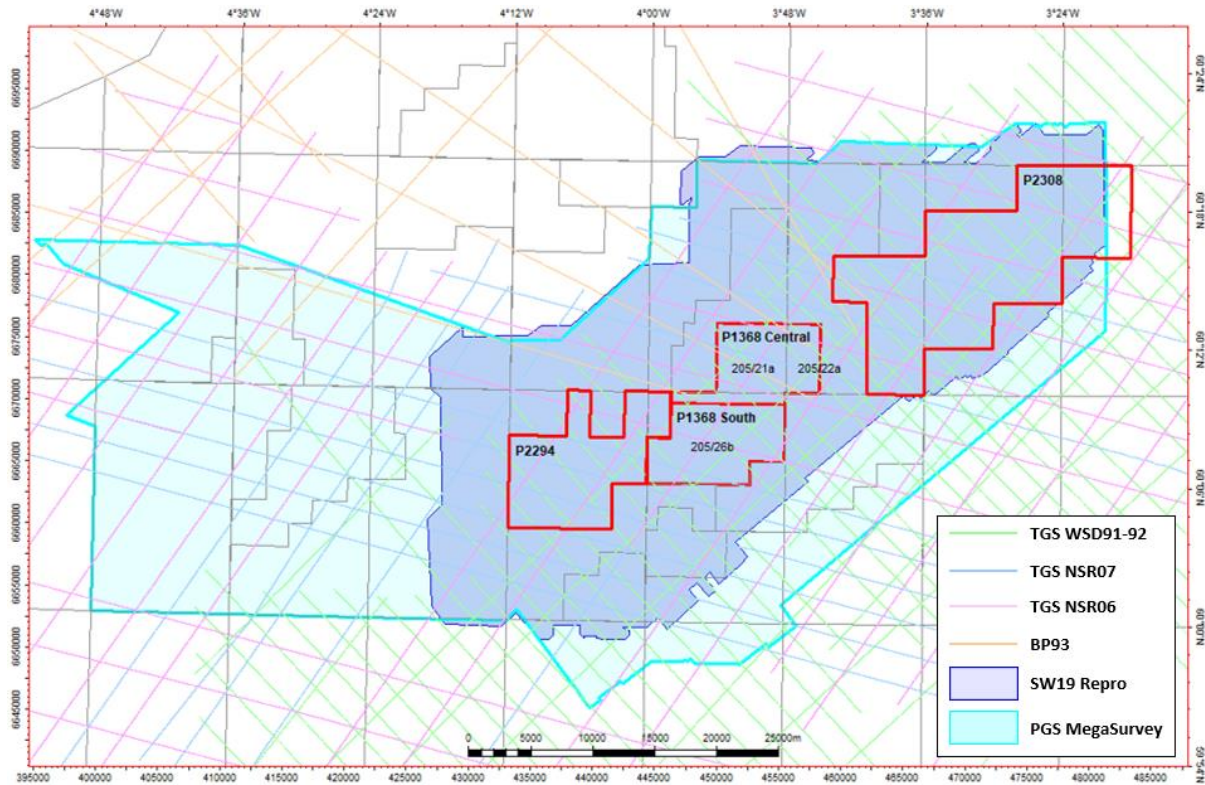 4°48'W 4°36'W 4°24'W 4°12'W 4°00'W 3°48'W 3°36'W 3°24'W
6695000
6690000
6685000
6680000
6675000
6670000
6665000
6660000
6655000
6650000
6645000
60°24'N
60°18'N
60°12'N
60°06'N
60°00'N
59°54'N
P2308
P1368 Central
205/21a 205/22a
P1368 South
205/26b
P2294
TGS WSD91-92
TGS NSR07
TGS NSR06
BP93
SW19 Repro
PGS MegaSurvey
0 5000 10000 15000 20000 25000m
395000 400000 405000 410000 415000 420000 425000 430000 435000 440000 445000 450000 455000 460000 465000 470000 475000 480000 485000